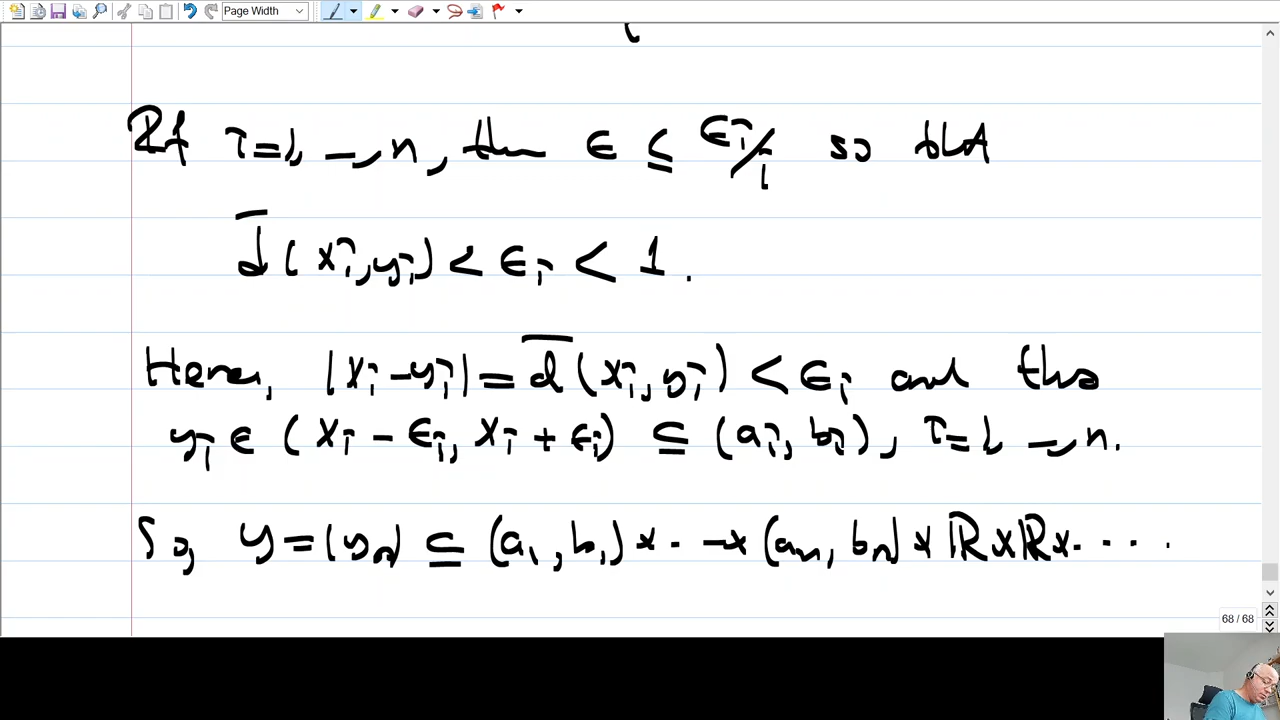 Page Width
If i=1, —, n, then ϵ ≤ ϵi/i so that
d̅(xi,yi) < ϵi < 1.
Hence, |xi-yi| = d̅(xi,yi) < ϵi and thus
yi ∈ (xi - ϵi, xi + ϵi) ⊆ (ai, bi), i=1, —, n.
So, y=(yn) ⊆ (a1,b1)×··-×(an,bn)×ℝ×ℝ×····
68 / 68